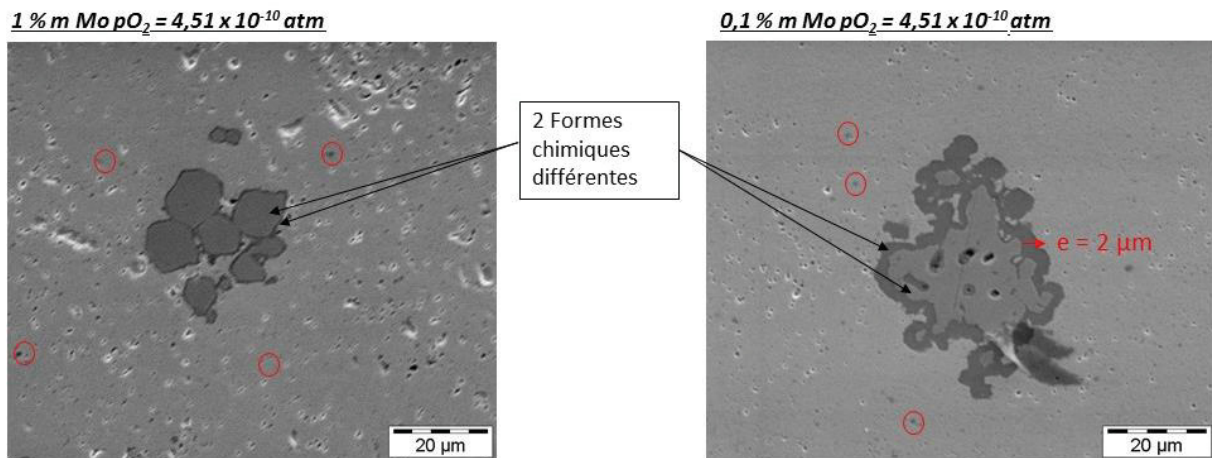 1 % m Mo pO₂ = 4,51 x 10⁻¹⁰ atm
0,1 % m Mo pO₂ = 4,51 x 10⁻¹⁰ atm
2 Formes
chimiques
différentes
e = 2 µm
20 µm
20 µm